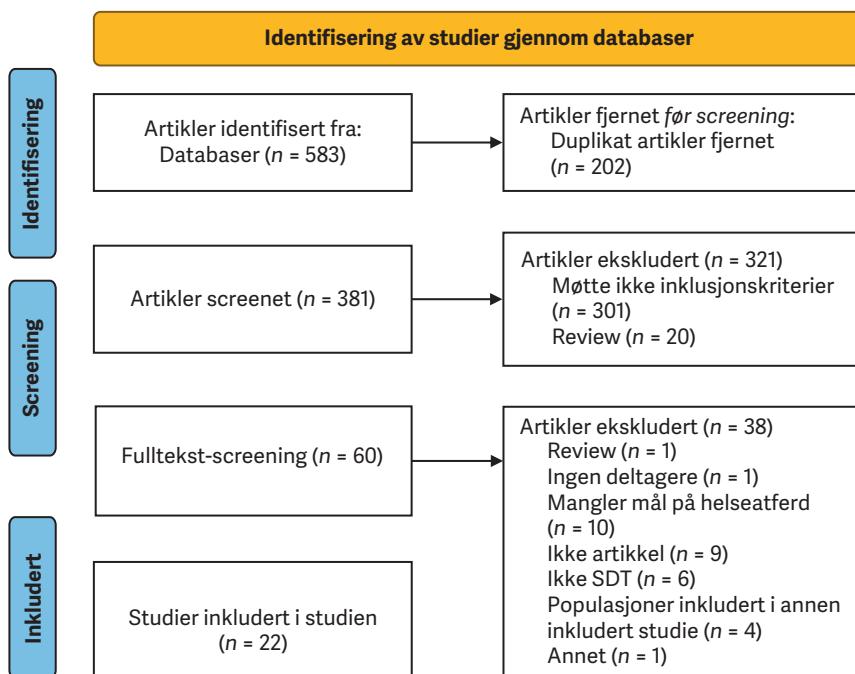 Identifisering av studier gjennom databaser
Identifisering
Artikler identifisert fra:
Databaser (n = 583)
Artikler fjernet før screening:
Duplikat artikler fjernet
(n = 202)
Screening
Artikler screenet (n = 381)
Artikler ekskludert (n = 321)
Møtte ikke inklusjonskriterier
(n = 301)
Review (n = 20)
Fulltekst-screening (n = 60)
Artikler ekskludert (n = 38)
Review (n = 1)
Ingen deltagere (n = 1)
Mangler mål på helseatferd
(n = 10)
Ikke artikkel (n = 9)
Ikke SDT (n = 6)
Populasjoner inkludert i annen
inkludert studie (n = 4)
Annet (n = 1)
Inkludert
Studier inkludert i studien
(n = 22)